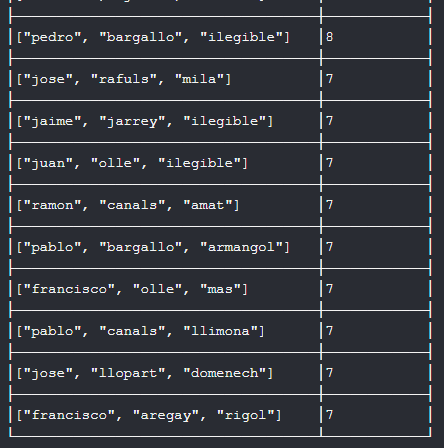 ["pedro", "bargallo", "ilegible"] 8
["jose", "rafuls", "mila"] 7
["jaime", "jarrey", "ilegible"] 7
["juan", "olle", "ilegible"] 7
["ramon", "canals", "amat"] 7
["pablo", "bargallo", "armangol"] 7
["francisco", "olle", "mas"] 7
["pablo", "canals", "llimona"] 7
["jose", "llopart", "domenech"] 7
["francisco", "aregay", "rigol"] 7